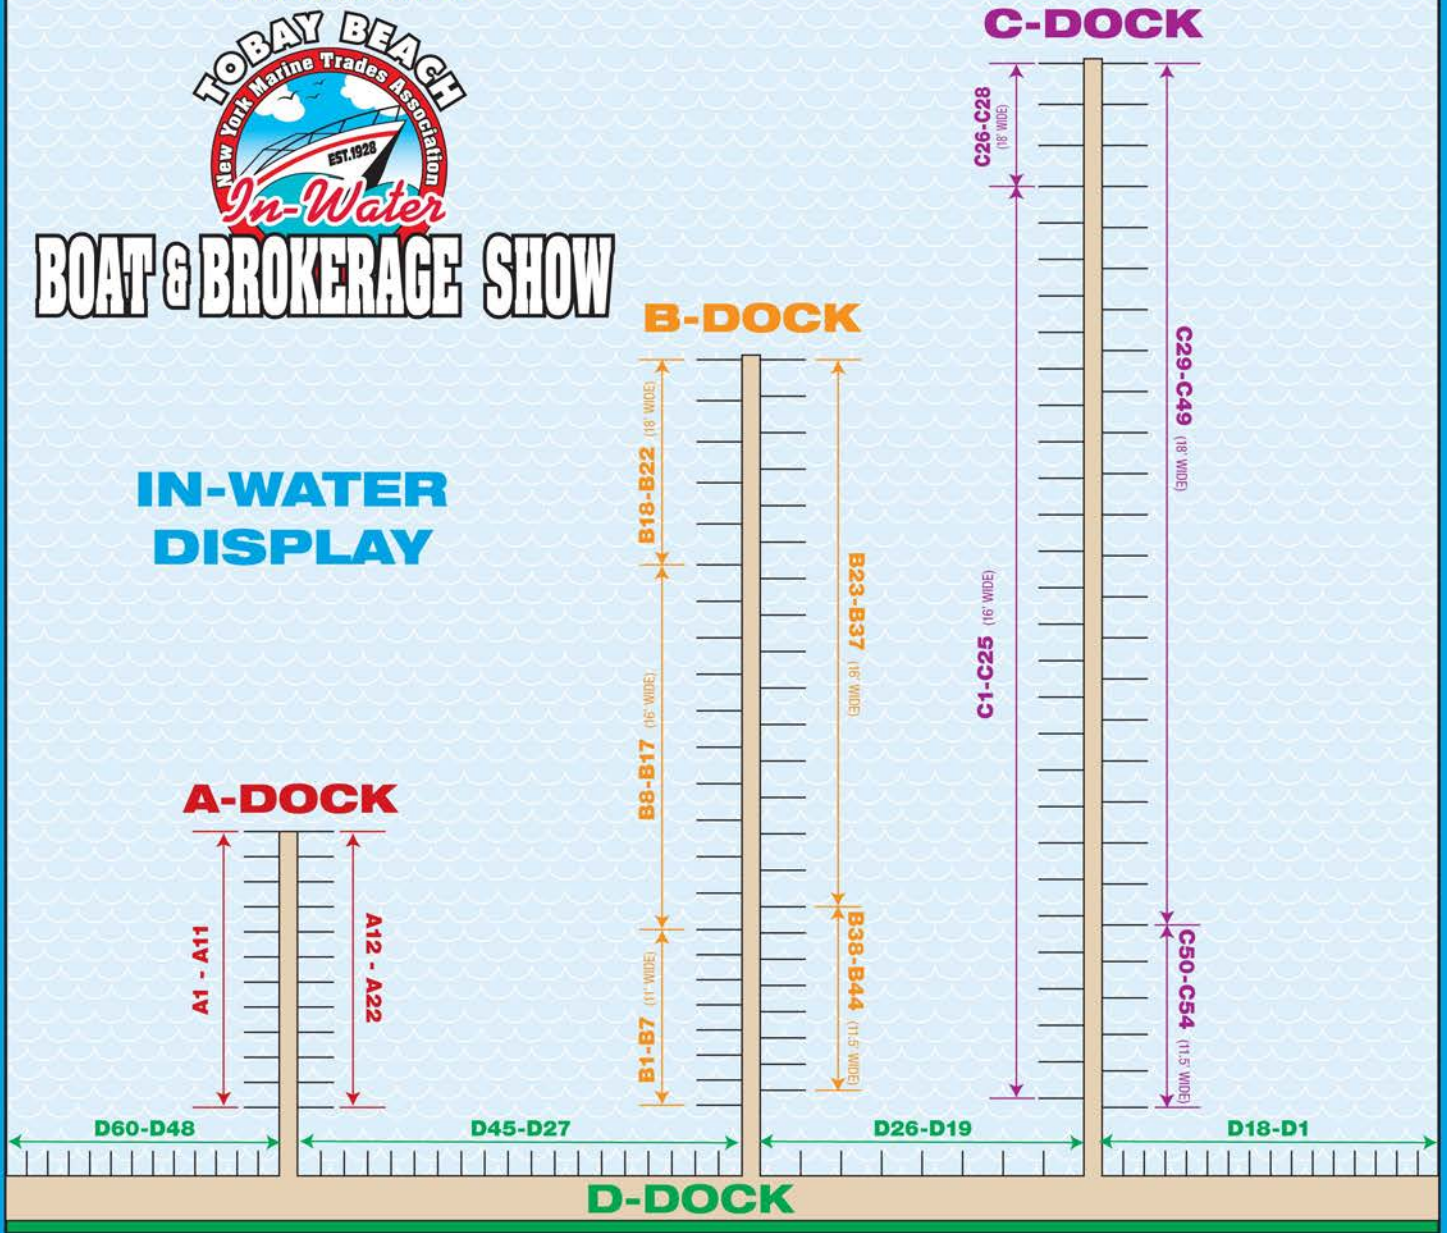 TOBAY BEACH
New York Marine Trades Association
EST.1928
In-Water
BOAT & BROKERAGE SHOW
IN-WATER
DISPLAY
A-DOCK
A1 - A11
A12 - A22
B-DOCK
B18-B22 (18' WIDE)
B8-B17 (16' WIDE)
B1-B7 (11' WIDE)
B23-B37 (16' WIDE)
B38-B44 (11.5' WIDE)
C-DOCK
C26-C28
(18' WIDE)
C1-C25 (16' WIDE)
C29-C49 (18' WIDE)
C50-C54 (11.5' WIDE)
D60-D48
D45-D27
D26-D19
D18-D1
D-DOCK